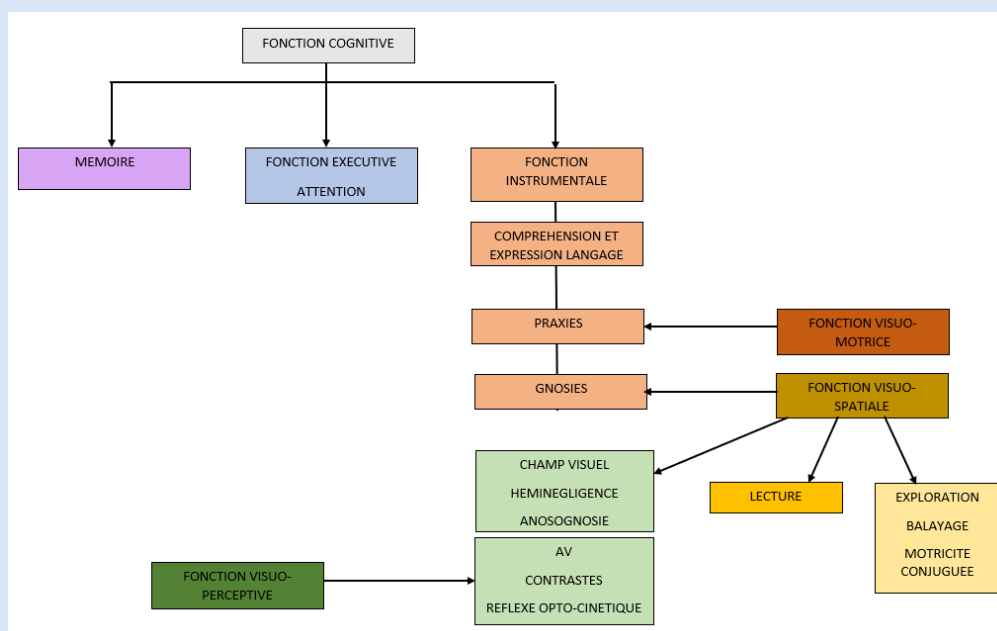 FONCTION COGNITIVE
MEMOIRE
FONCTION EXECUTIVE
ATTENTION
FONCTION
INSTRUMENTALE
COMPREHENSION ET
EXPRESSION LANGAGE
PRAXIES
FONCTION VISUO-
MOTRICE
GNOSIES
FONCTION VISUO-
SPATIALE
CHAMP VISUEL
HEMINEGLIGENCE
ANOSOGNOSIE
LECTURE
EXPLORATION
BALAYAGE
MOTRICITE
CONJUGUEE
FONCTION VISUO-
PERCEPTIVE
AV
CONTRASTES
REFLEXE OPTO-CINETIQUE